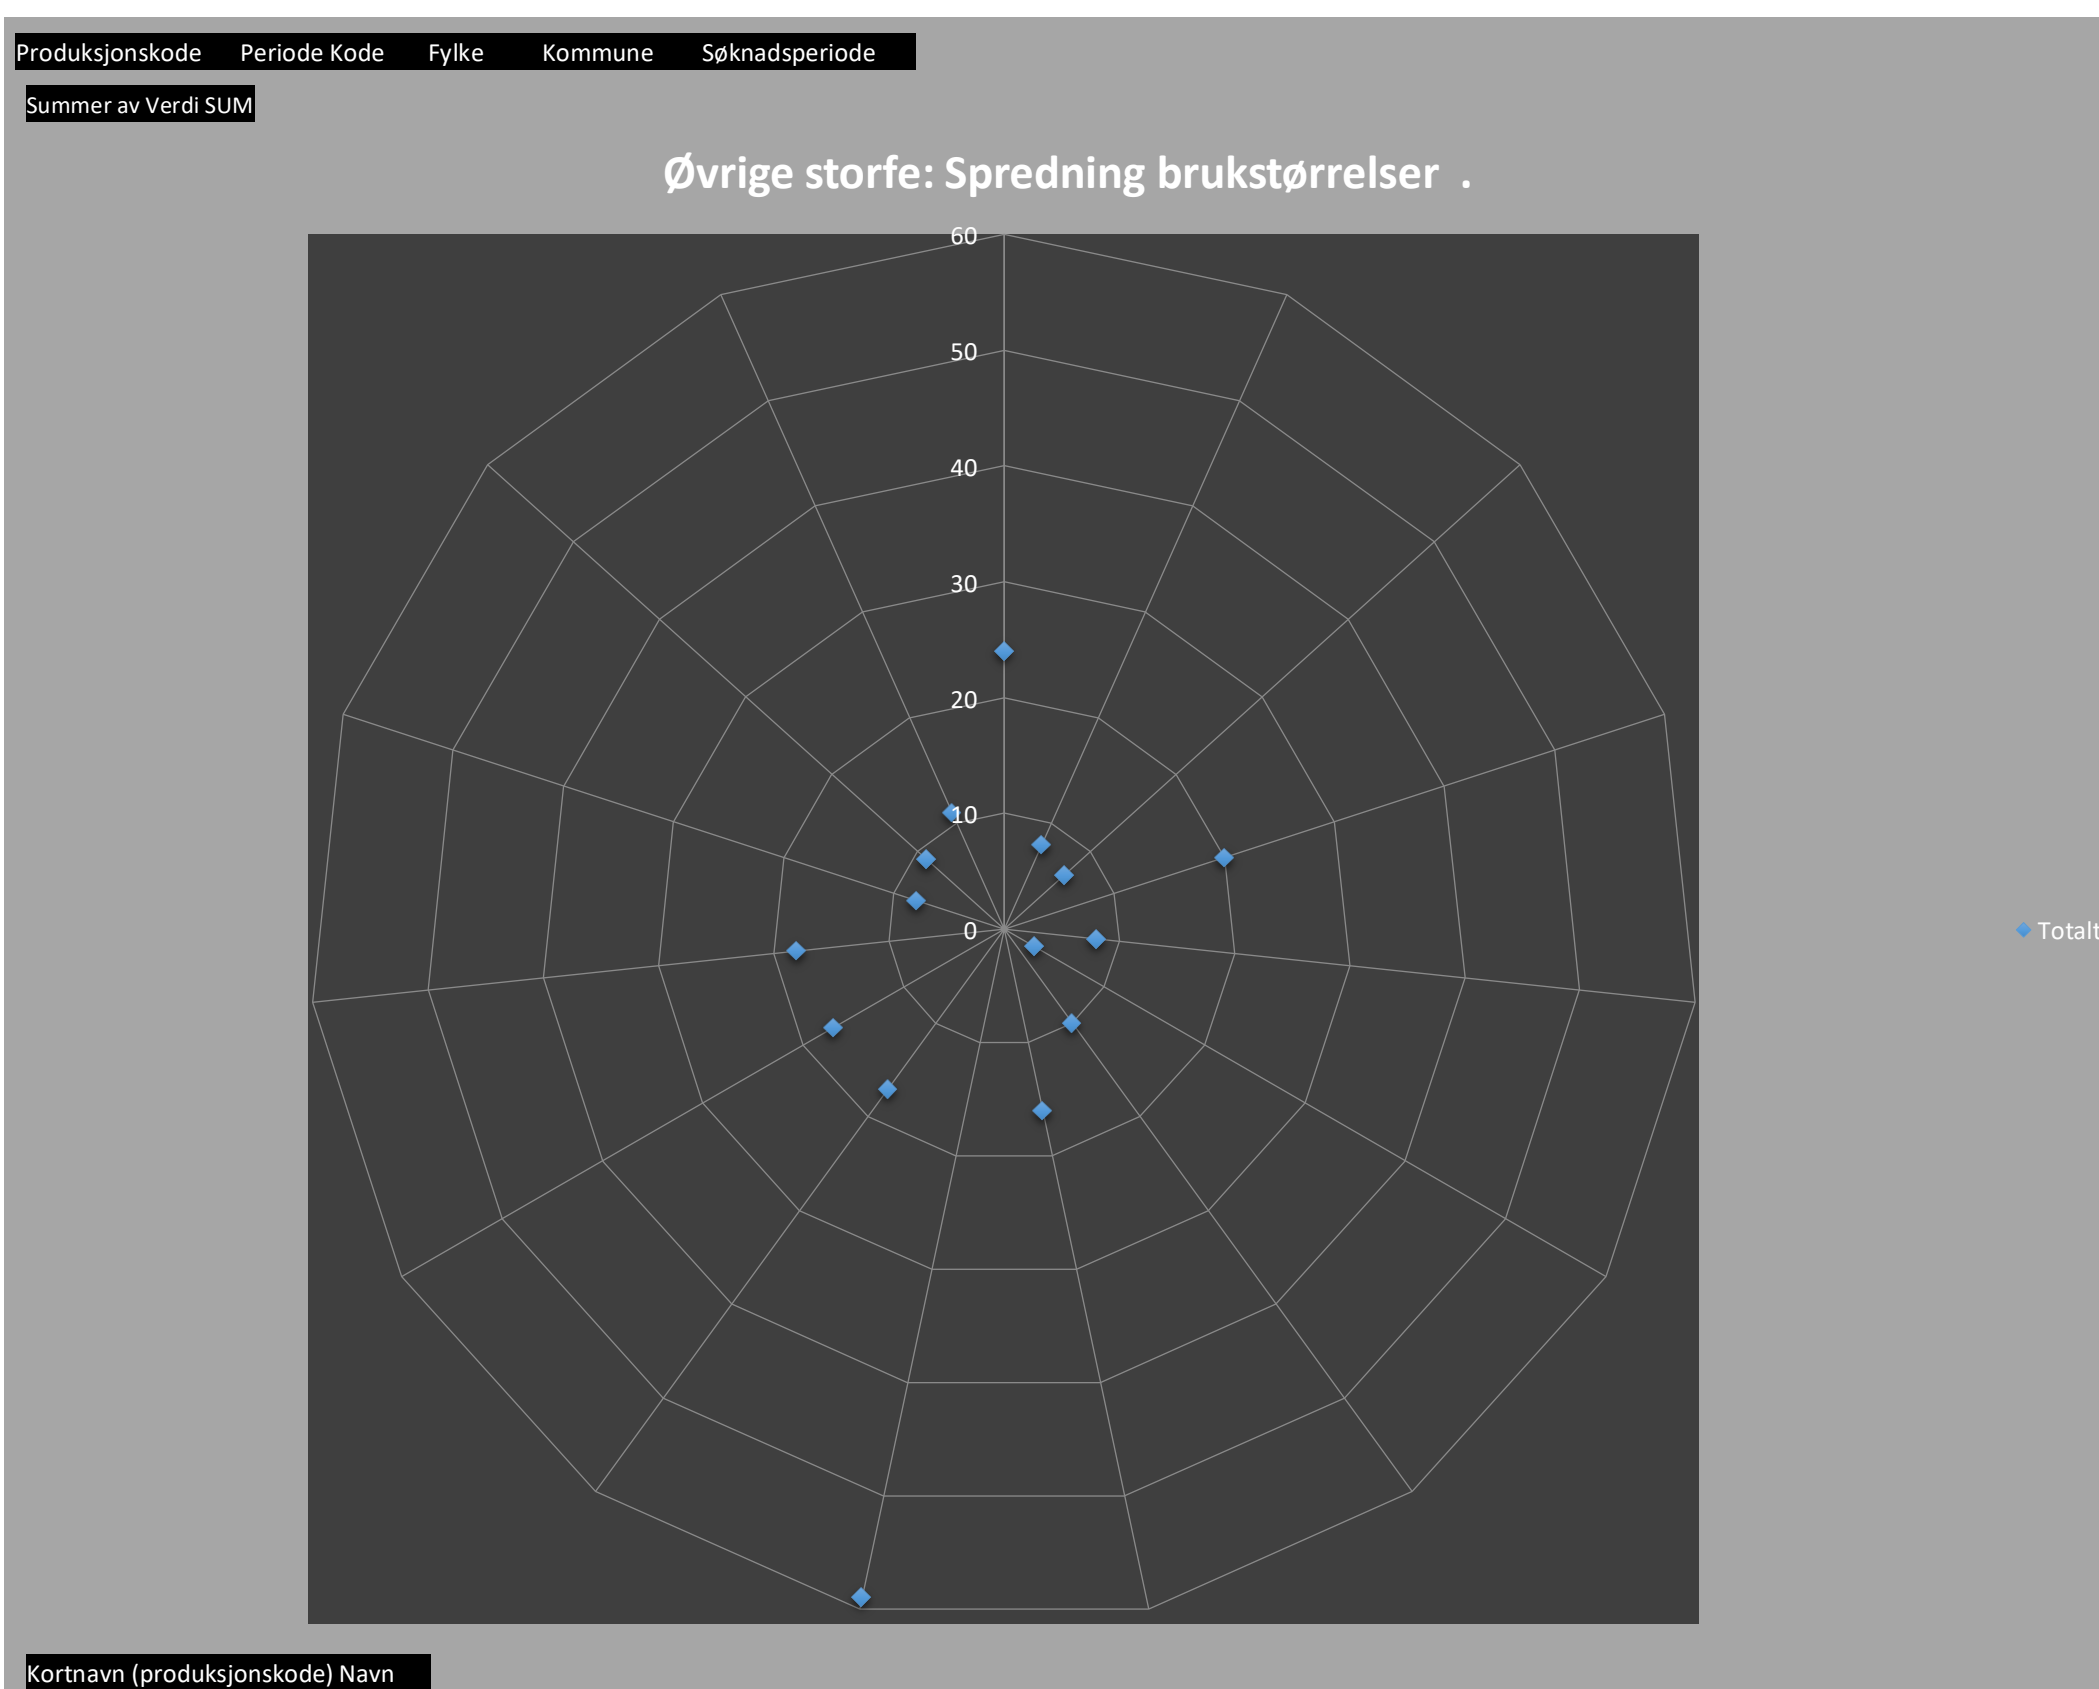 Produksjonskode Periode Kode Fylke Kommune Søknadsperiode
Summer av Verdi SUM
Øvrige storfe: Spredning brukstørrelser .
60
50
40
30
20
10
0
Totalt
Kortnavn (produksjonskode) Navn